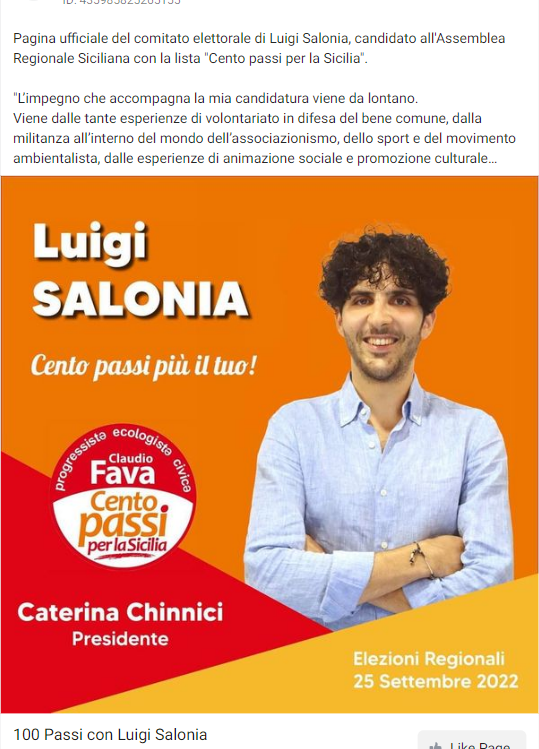 Pagina ufficiale del comitato elettorale di Luigi Salonia, candidato all'Assemblea
Regionale Siciliana con la lista "Cento passi per la Sicilia".
"L’impegno che accompagna la mia candidatura viene da lontano.
Viene dalle tante esperienze di volontariato in difesa del bene comune, dalla
militanza all’interno del mondo dell’associazionismo, dello sport e del movimento
ambientalista, dalle esperienze di animazione sociale e promozione culturale...
Luigi
SALONIA
Cento passi più il tuo!
progressista ecologista civica
Claudio
Fava
Cento
passi
per la Sicilia
Caterina Chinnici
Presidente
Elezioni Regionali
25 Settembre 2022
100 Passi con Luigi Salonia
Like Page